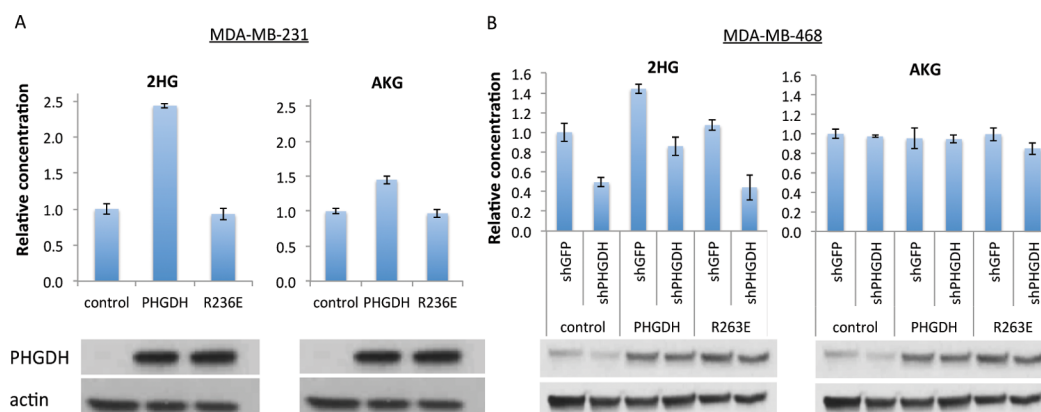 A
MDA-MB-231
2HG
AKG
Relative concentration
2.5
2.0
1.5
1.0
2.5
0.0
2.5
2.0
1.5
1.0
0.5
0.0
control PHGDH R236E
control PHGDH R236E
PHGDH
actin
B
MDA-MB-468
2HG
AKG
Relative concentration
1.6
1.4
1.2
1.0
0.8
0.6
0.4
0.2
0.0
1.6
1.4
1.2
1.0
0.8
0.6
0.4
0.2
0.0
shGFP
shPHGDH
shGFP
shPHGDH
shGFP
shPHGDH
control PHGDH R263E
shGFP
shPHGDH
shGFP
shPHGDH
shGFP
shPHGDH
control PHGDH R263E